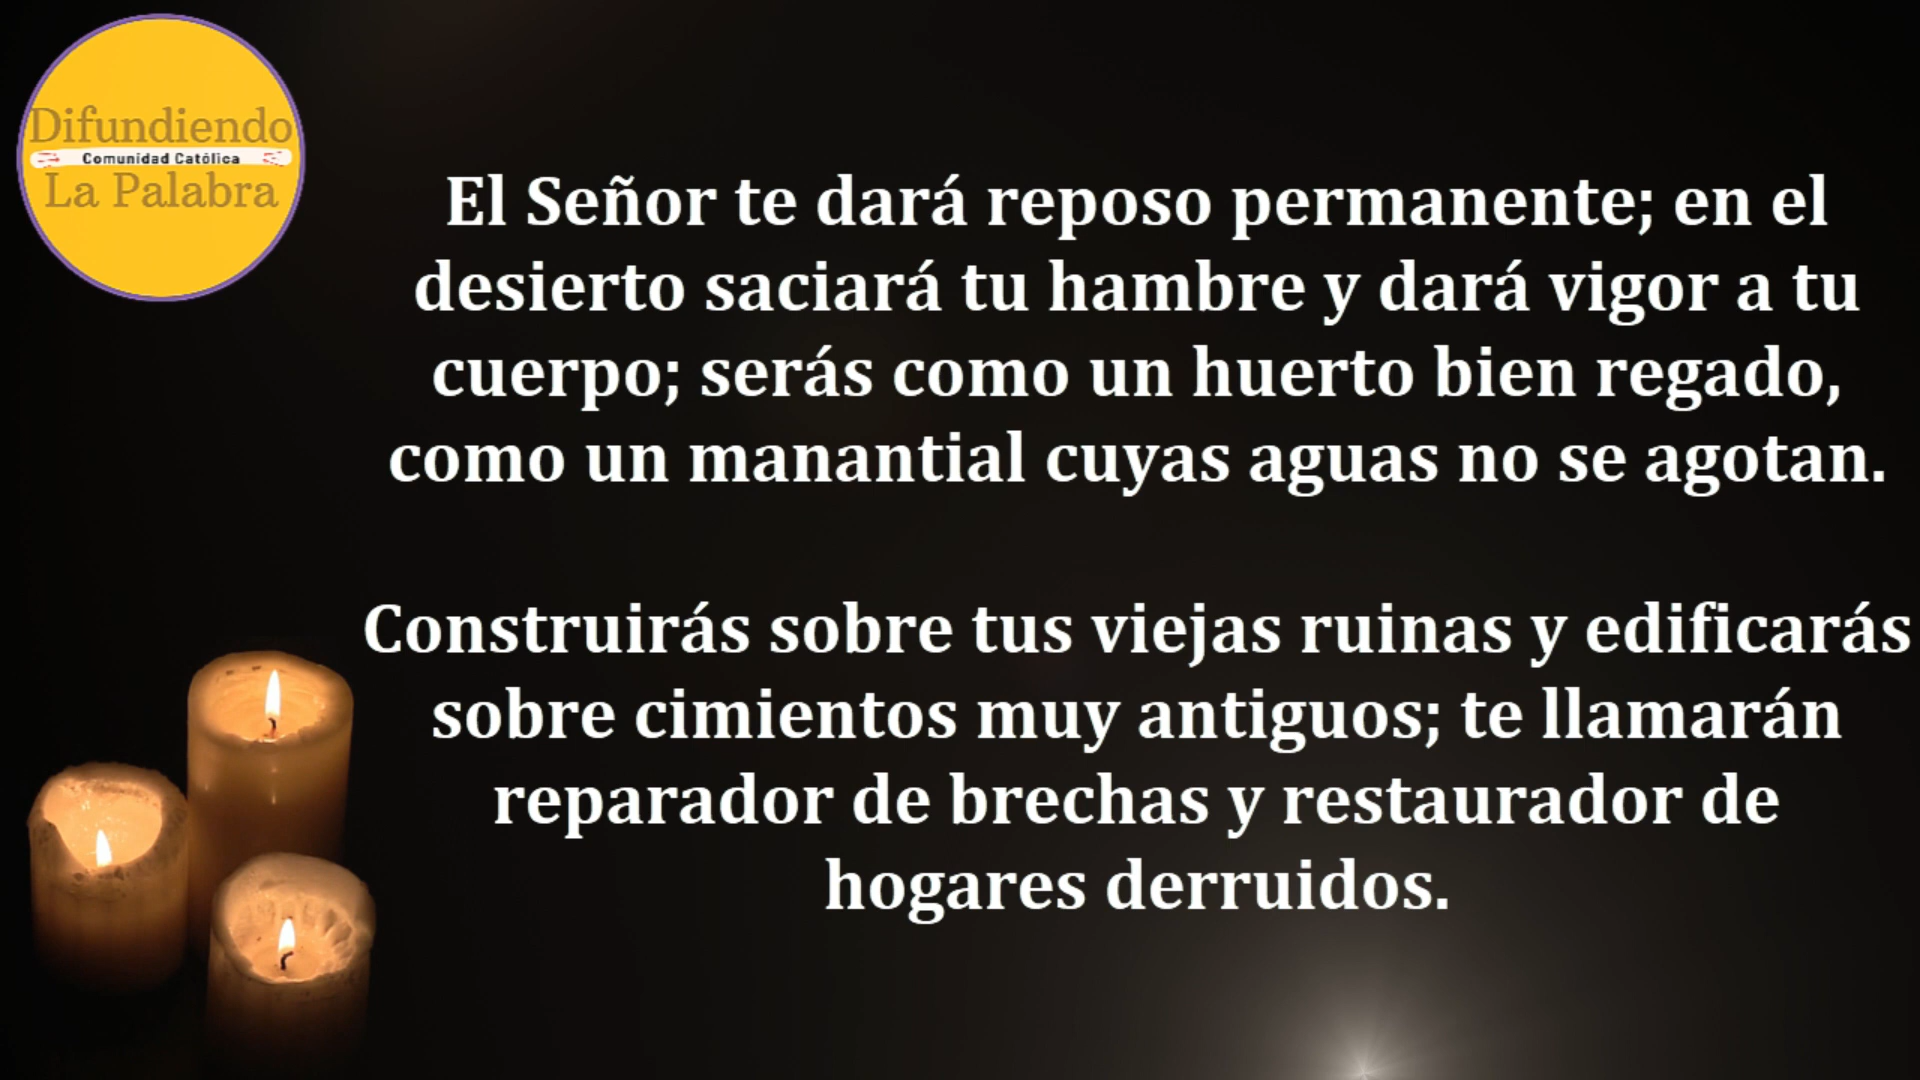 Difundiendo
Comunidad Católica
La Palabra
El Señor te dará reposo permanente; en el
desierto saciará tu hambre y dará vigor a tu
cuerpo; serás como un huerto bien regado,
como un manantial cuyas aguas no se agotan.
Construirás sobre tus viejas ruinas y edificarás
sobre cimientos muy antiguos; te llamarán
reparador de brechas y restaurador de
hogares derruidos.